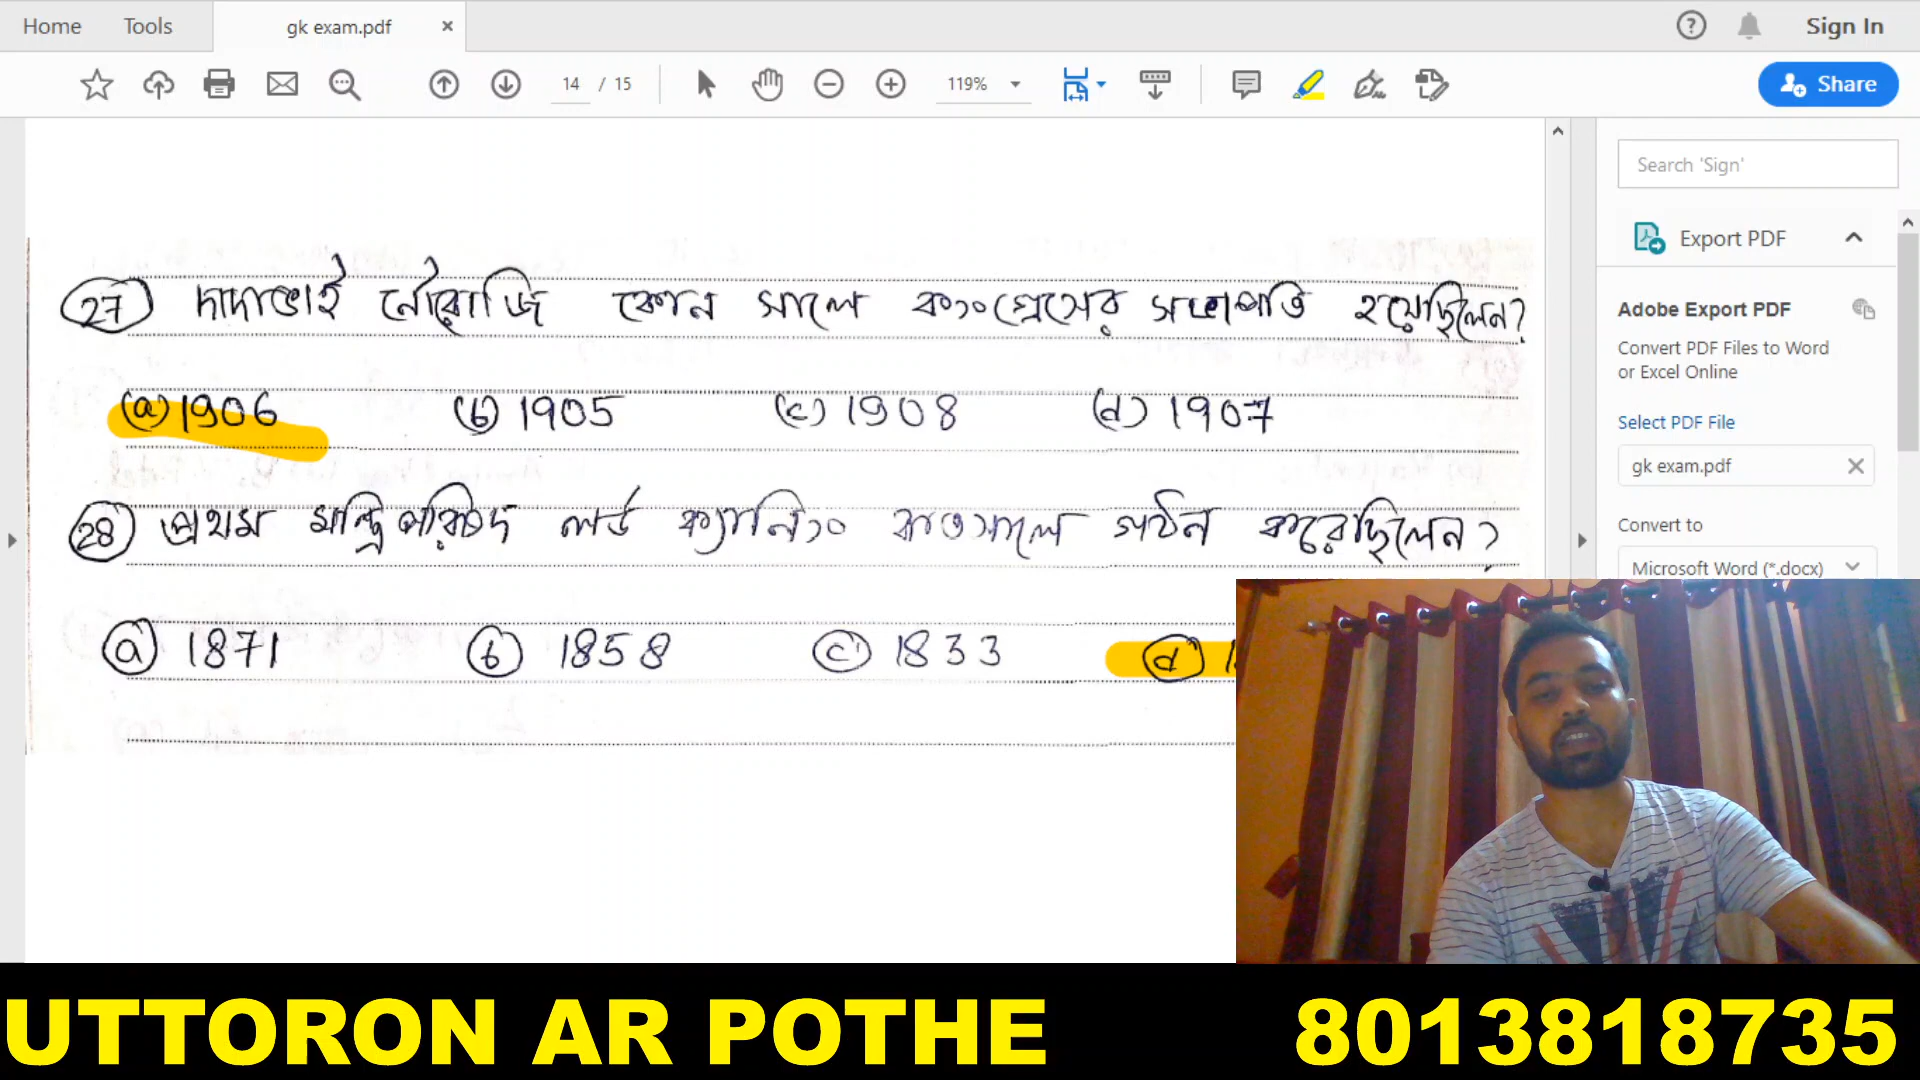 Home Tools gk exam.pdf × Sign In
14 / 15 119% Share
Search 'Sign'
Export PDF
Adobe Export PDF
Convert PDF Files to Word
or Excel Online
Select PDF File
gk exam.pdf
Convert to
Microsoft Word (*.docx)
27 দাদাভাই নৌরোজি কোন সালে কংগ্রেসের সভাপতি হয়েছিলেন?
(a) 1906 (b) 1905 (c) 1908 (d) 1907
28 প্রথম মন্ত্রিপরিষদ লর্ড ক্যানিং কতসালে গঠন করেছিলেন?
a 1871 b 1858 c 1833 d
UTTORON AR POTHE 8013818735